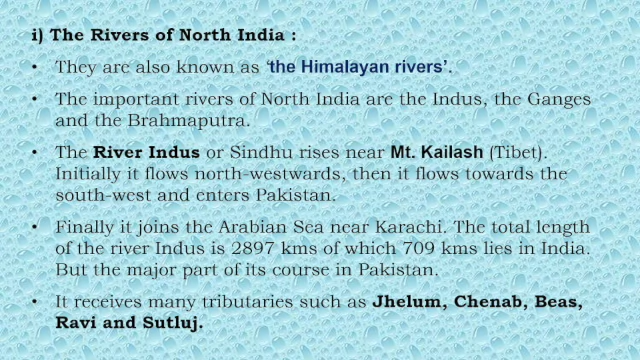 i) The Rivers of North India :
• They are also known as ‘the Himalayan rivers’.
• The important rivers of North India are the Indus, the Ganges
and the Brahmaputra.
• The River Indus or Sindhu rises near Mt. Kailash (Tibet).
Initially it flows north-westwards, then it flows towards the
south-west and enters Pakistan.
• Finally it joins the Arabian Sea near Karachi. The total length
of the river Indus is 2897 kms of which 709 kms lies in India.
But the major part of its course in Pakistan.
• It receives many tributaries such as Jhelum, Chenab, Beas,
Ravi and Sutluj.